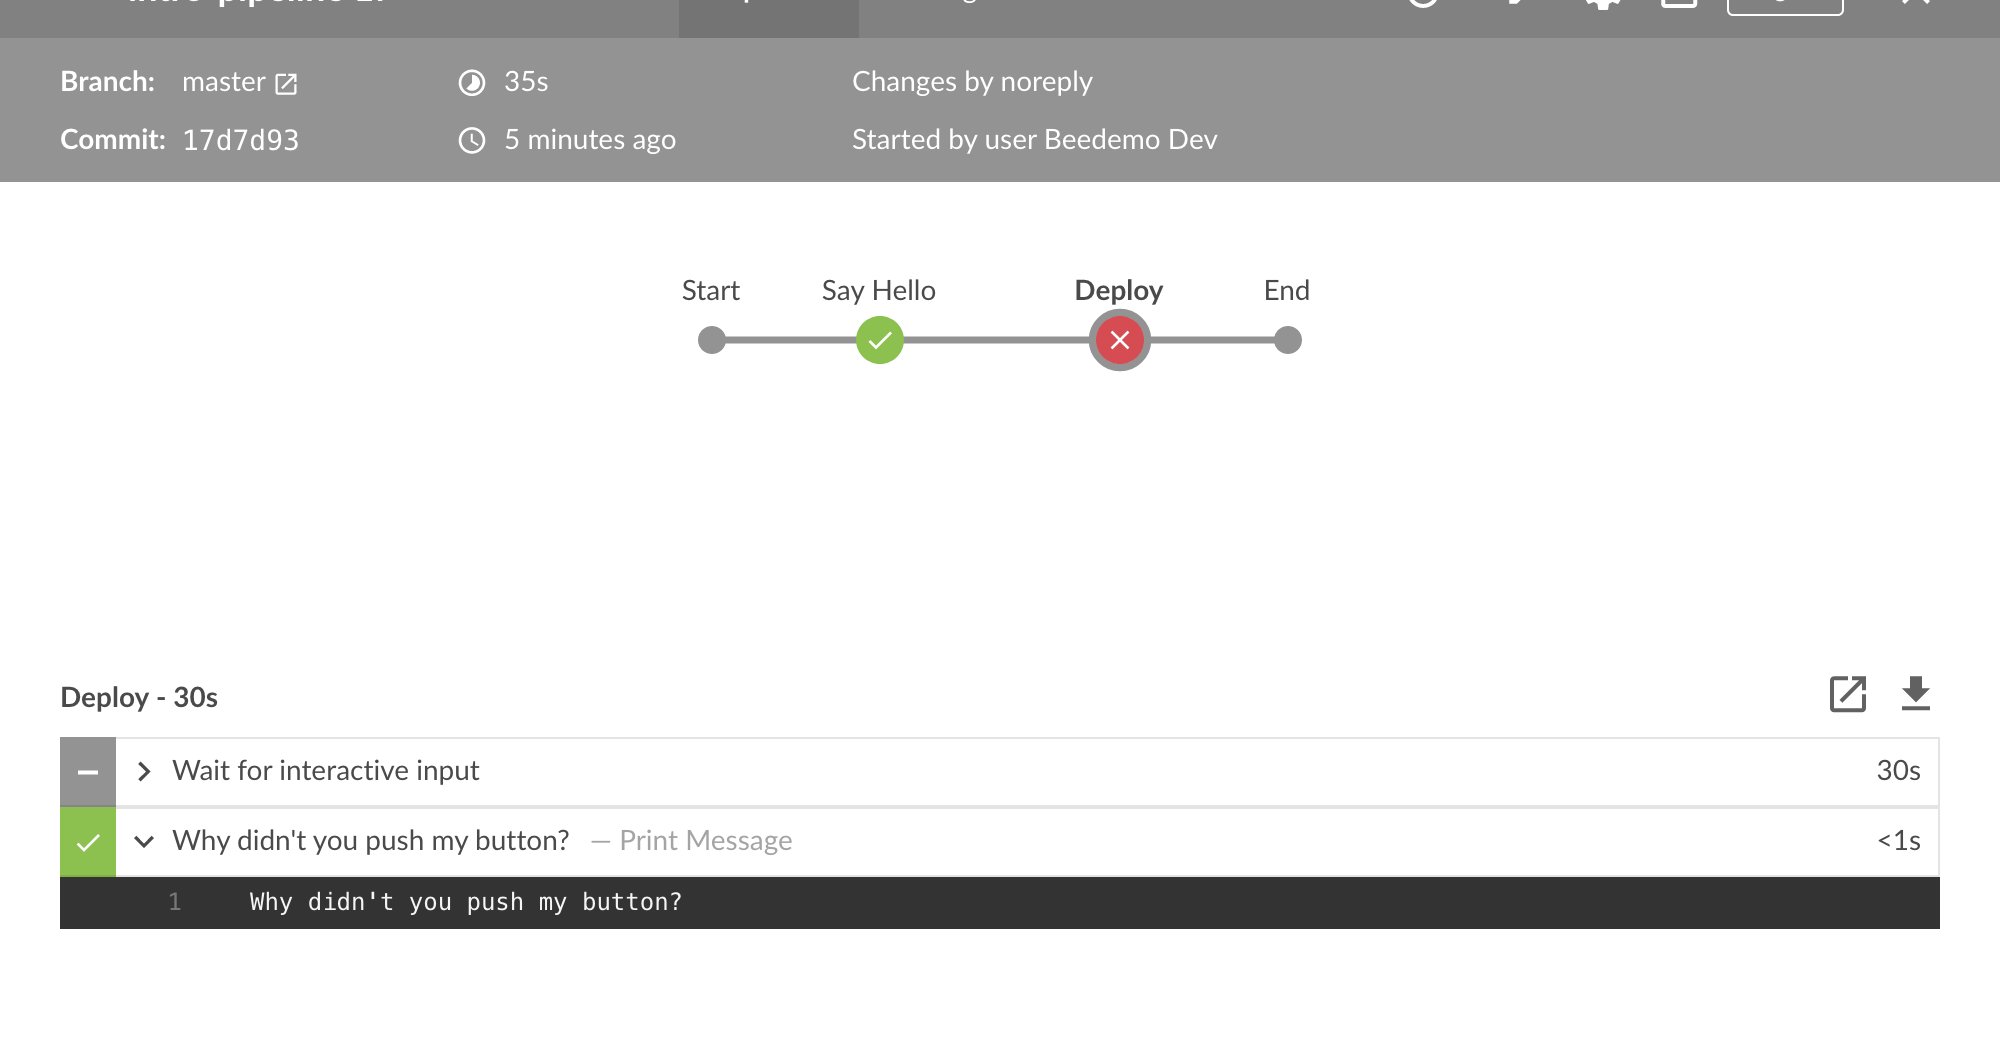 Branch: master 35s Changes by noreply
Commit: 17d7d93 5 minutes ago Started by user Beedemo Dev
Start Say Hello Deploy End
Deploy - 30s
Wait for interactive input 30s
Why didn't you push my button? — Print Message <1s
1 Why didn't you push my button?